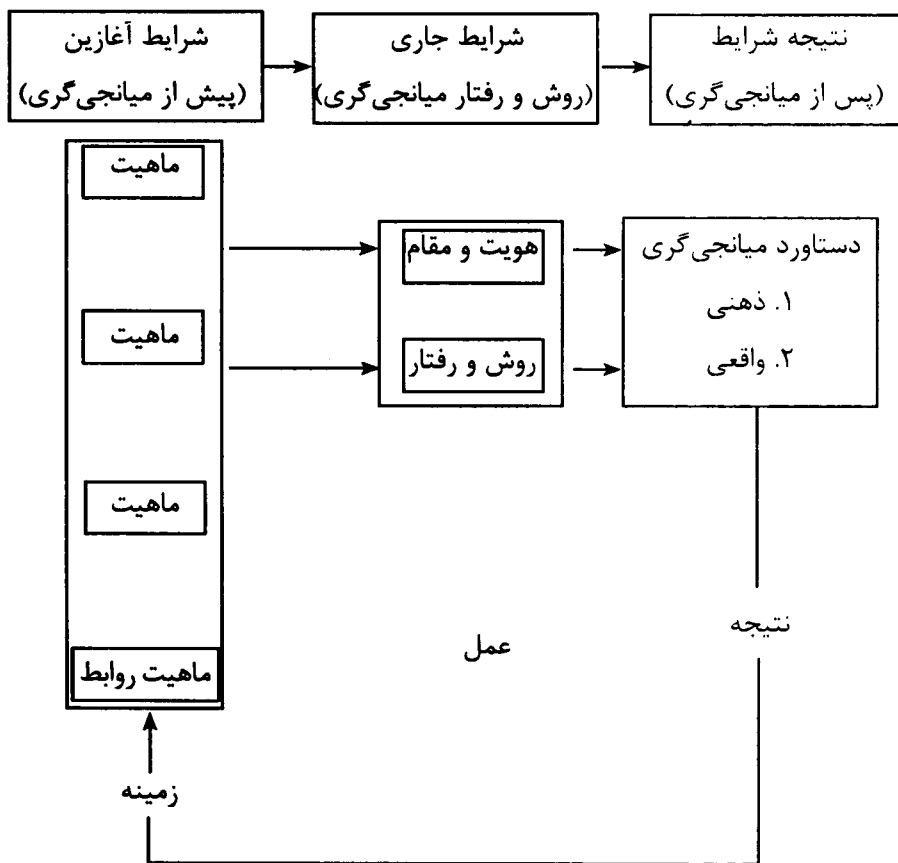 شرایط آغازین
(پیش از میانجی‌گری)
شرایط جاری
(روش و رفتار میانجی‌گری)
نتیجه شرایط
(پس از میانجی‌گری)
ماهیت
ماهیت
ماهیت
ماهیت روابط
هویت و مقام
روش و رفتار
دستاورد میانجی‌گری
۱. ذهنی
۲. واقعی
عمل
نتیجه
زمینه